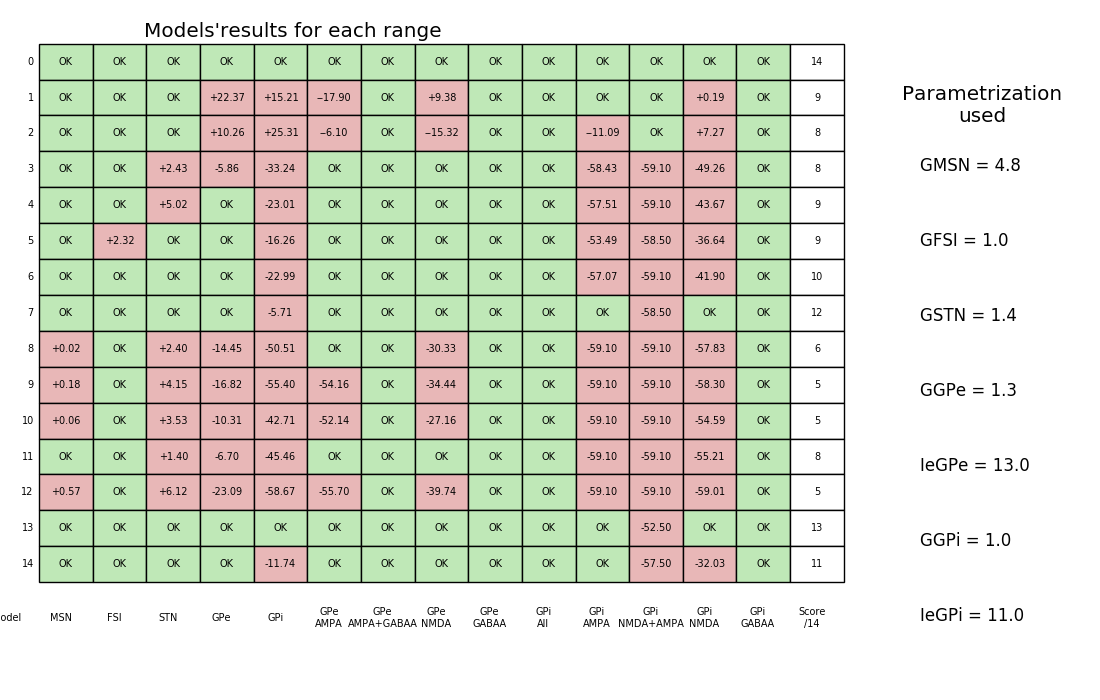 Models'results for each range
0 OK OK OK OK OK OK OK OK OK OK OK OK OK OK 14
1 OK OK OK +22.37 +15.21 --17.90 OK +9.38 OK OK OK OK +0.19 OK 9
2 OK OK OK +10.26 +25.31 --6.10 OK --15.32 OK OK --11.09 OK +7.27 OK 8
3 OK OK +2.43 -5.86 -33.24 OK OK OK OK OK -58.43 -59.10 -49.26 OK 8
4 OK OK +5.02 OK -23.01 OK OK OK OK OK -57.51 -59.10 -43.67 OK 9
5 OK +2.32 OK OK -16.26 OK OK OK OK OK -53.49 -58.50 -36.64 OK 9
6 OK OK OK OK -22.99 OK OK OK OK OK -57.07 -59.10 -41.90 OK 10
7 OK OK OK OK -5.71 OK OK OK OK OK OK -58.50 OK OK 12
8 +0.02 OK +2.40 -14.45 -50.51 OK OK -30.33 OK OK -59.10 -59.10 -57.83 OK 6
9 +0.18 OK +4.15 -16.82 -55.40 -54.16 OK -34.44 OK OK -59.10 -59.10 -58.30 OK 5
10 +0.06 OK +3.53 -10.31 -42.71 -52.14 OK -27.16 OK OK -59.10 -59.10 -54.59 OK 5
11 OK OK +1.40 -6.70 -45.46 OK OK OK OK OK -59.10 -59.10 -55.21 OK 8
12 +0.57 OK +6.12 -23.09 -58.67 -55.70 OK -39.74 OK OK -59.10 -59.10 -59.01 OK 5
13 OK OK OK OK OK OK OK OK OK OK OK -52.50 OK OK 13
14 OK OK OK OK -11.74 OK OK OK OK OK OK -57.50 -32.03 OK 11
GPe GPe GPe GPe GPi GPi GPi GPi GPi Score
odel MSN FSI STN GPe GPi
AMPA AMPA+GABAA NMDA GABAA All AMPA NMDA+AMPA NMDA GABAA /14
Parametrization
used
GMSN = 4.8
GFSI = 1.0
GSTN = 1.4
GGPe = 1.3
IeGPe = 13.0
GGPi = 1.0
IeGPi = 11.0